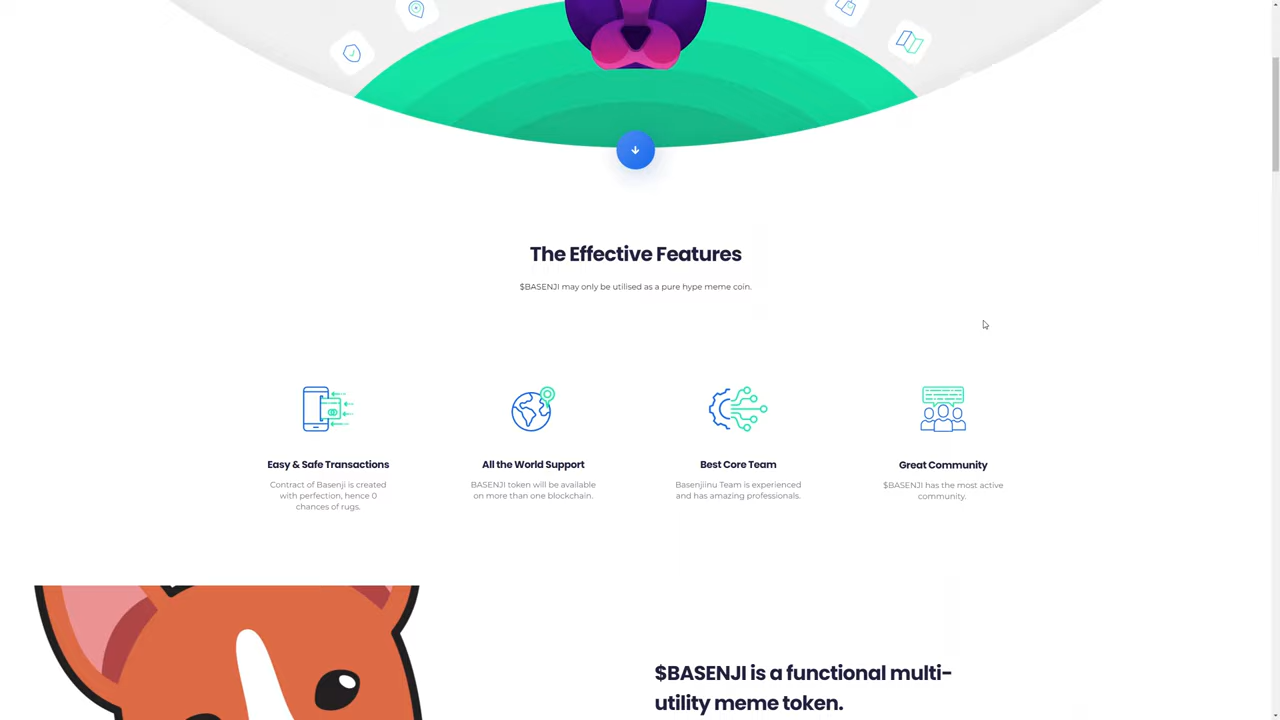 The Effective Features
$BASENJI may only be utilised as a pure hype meme coin.
Easy & Safe Transactions
Contract of Basenji is created
with perfection, hence 0
chances of rugs.
All the World Support
BASENJI token will be available
on more than one blockchain.
Best Core Team
Basenjiinu Team is experienced
and has amazing professionals.
Great Community
$BASENJI has the most active
community.
$BASENJI is a functional multi-
utility meme token.